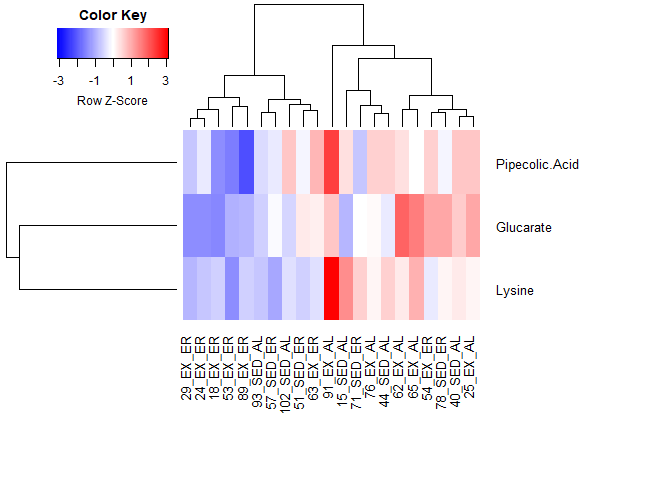 Color Key
-3 -1 1 3
Row Z-Score
Pipecolic.Acid
Glucarate
Lysine
29_EX_ER
24_EX_ER
18_EX_ER
53_EX_ER
89_EX_ER
93_SED_AL
57_SED_ER
102_SED_AL
51_SED_ER
63_EX_ER
91_EX_AL
15_SED_AL
71_SED_ER
76_EX_AL
44_SED_AL
62_EX_AL
65_EX_AL
54_EX_ER
78_SED_ER
40_SED_AL
25_EX_AL